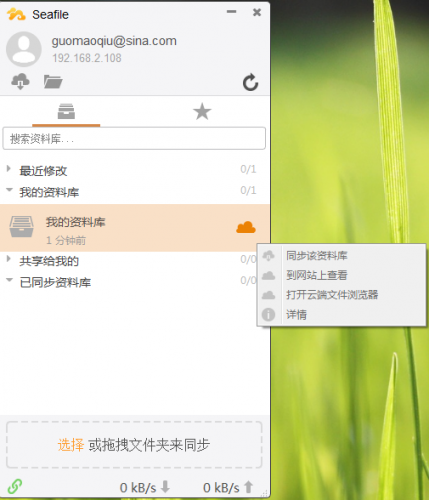 Seafile
guomaoqiu@sina.com
192.168.2.108
搜索资料库...
最近修改 0/1
我的资料库 0/1
我的资料库
1 分钟前
共享给我的 0/0
已同步资料库 0/0
同步该资料库
到网站上查看
打开云端文件浏览器
详情
选择 或拖拽文件夹来同步
0 kB/s 0 kB/s